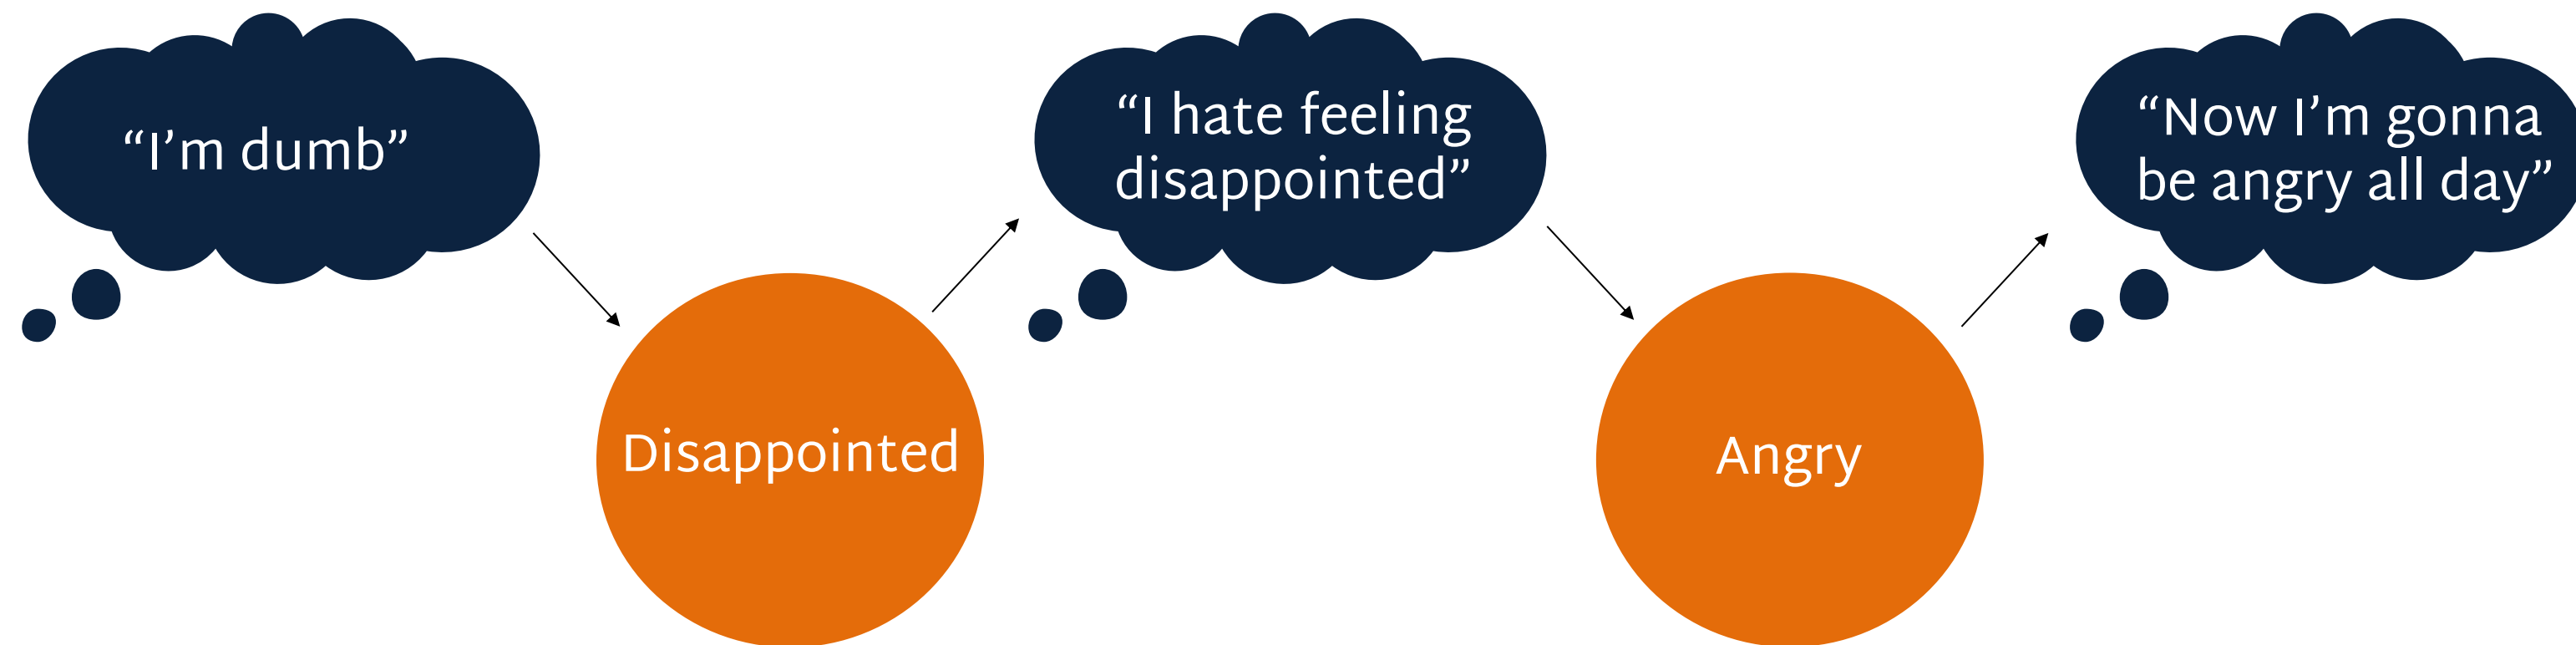 “I’m dumb”
Disappointed
“I hate feeling
disappointed”
Angry
“Now I’m gonna
be angry all day”